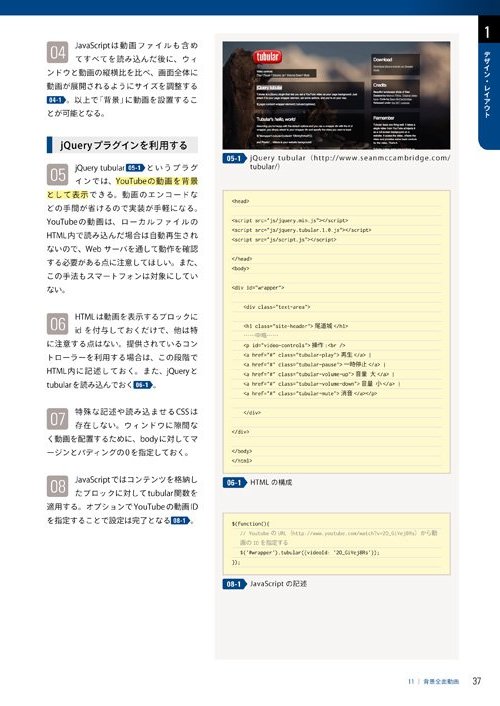 04 JavaScriptは動画ファイルも含め
てすべてを読み込んだ後に、ウィ
ンドウと動画の縦横比を比べ、画面全体に
動画が展開されるようにサイズを調整する
04-1。以上で「背景」に動画を設置するこ
とが可能となる。
jQueryプラグインを利用する
05 jQuery tubular 05-1 というプラグ
インでは、YouTubeの動画を背景
として表示できる。動画のエンコードな
どの手間が省けるので実装が手軽になる。
YouTubeの動画は、ローカルファイルの
HTML内で読み込んだ場合は自動再生され
ないので、Web サーバを通して動作を確認
する必要がある点に注意してほしい。また、
この手法もスマートフォンは対象にしてい
ない。
06 HTMLは動画を表示するブロックに
id を付与しておくだけで、他は特
に注意する点はない。提供されているコン
トローラーを利用する場合は、この段階で
HTML内に記述しておく。また、jQueryと
tubularを読み込んでおく 06-1。
07 特殊な記述や読み込ませるCSSは
存在しない。ウィンドウに隙間な
く動画を配置するために、bodyに対してマ
ージンとパディングの0を指定しておく。
08 JavaScriptではコンテンツを格納し
たブロックに対してtubular関数を
適用する。オプションでYouTubeの動画ID
を指定することで設定は完了となる 08-1。
tubular
Download
Credits
jQuery tubular
Tubular's hello, world!
Remember
05-1 jQuery tubular（http://www.seanmccambridge.com/
tubular/）
<head>
<script src="js/jquery.min.js"></script>
<script src="js/jquery.tubular.1.0.js"></script>
<script src="js/script.js"></script>
</head>
<body>
<div id="wrapper">
<div class="text-area">
<h1 class="site-header">尾道城</h1>
……中略……
<p id="video-controls">操作：<br />
<a href="#" class="tubular-play">再生</a> |
<a href="#" class="tubular-pause">一時停止</a> |
<a href="#" class="tubular-volume-up">音量 大</a> |
<a href="#" class="tubular-volume-down">音量 小</a> |
<a href="#" class="tubular-mute">消音</a></p>
</div>
</div>
</body>
</html>
06-1 HTML の構成
$(function(){
// Youtube の URL（http://www.youtube.com/watch?v=2O_GiYej8Rs）から動
画の ID を指定する
$('#wrapper').tubular({videoId: '2O_GiYej8Rs'});
});
08-1 JavaScript の記述
1
デザイン・レイアウト
11 | 背景全面動画 37